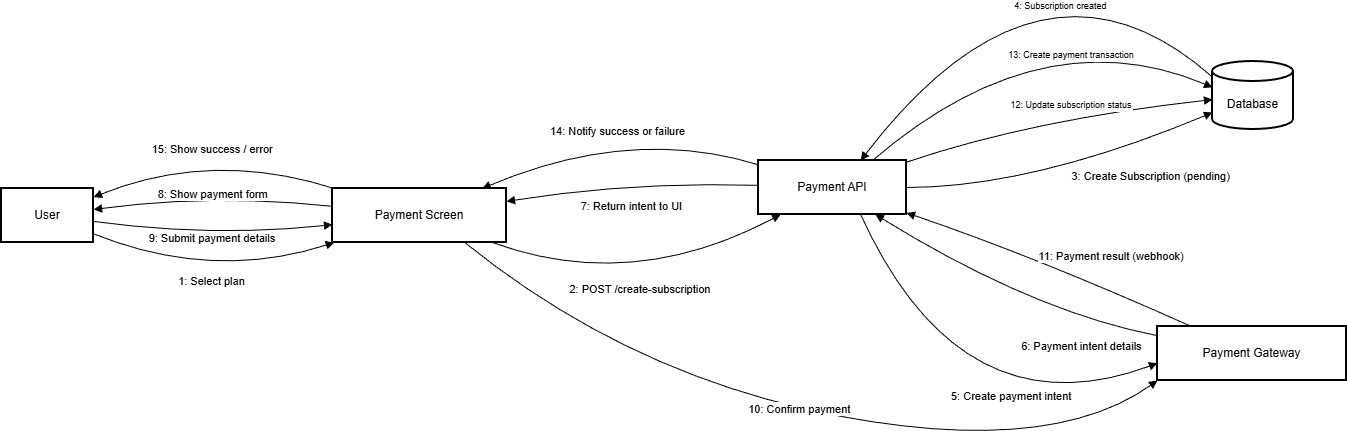 4: Subscription created
13: Create payment transaction
12: Update subscription status
Database
14: Notify success or failure
15: Show success / error
3: Create Subscription (pending)
Payment API
8: Show payment form
7: Return intent to UI
User
Payment Screen
9: Submit payment details
11: Payment result (webhook)
1: Select plan
2: POST /create-subscription
6: Payment intent details
Payment Gateway
5: Create payment intent
10: Confirm payment